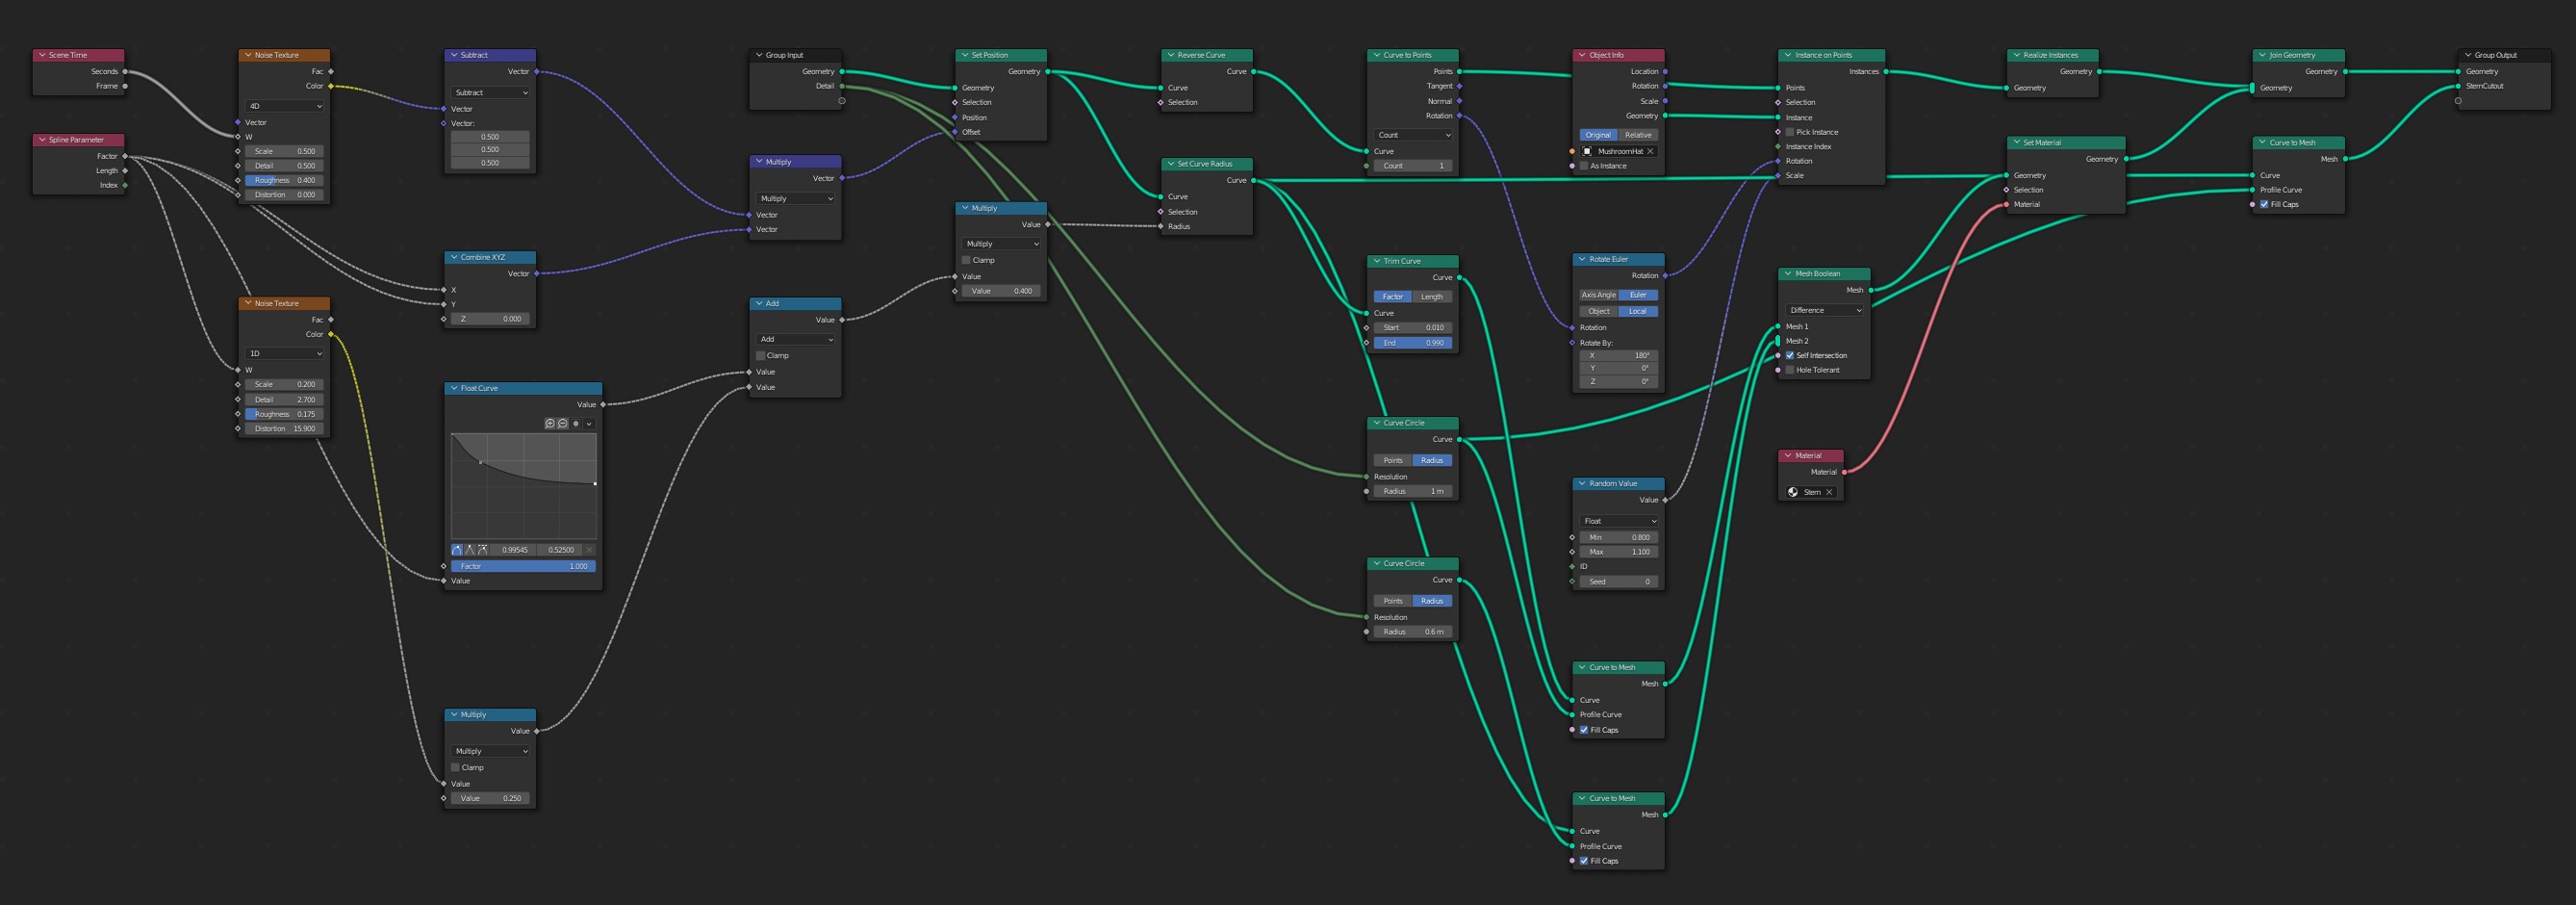 Scene Time
Seconds
Frame
Spline Parameter
Factor
Length
Index
Noise Texture
Fac
Color
4D
Vector
W
Scale 0.500
Detail 0.500
Roughness 0.400
Distortion 0.000
Noise Texture
Fac
Color
1D
W
Scale 0.200
Detail 2.700
Roughness 0.175
Distortion 15.900
Subtract
Vector
Subtract
Vector
Vector:
0.500
0.500
0.500
Combine XYZ
Vector
X
Y
Z 0.000
Float Curve
Value
0.99545 0.52500
Factor 1.000
Value
Multiply
Value
Multiply
Clamp
Value
Value 0.250
Group Input
Geometry
Detail
Multiply
Vector
Multiply
Vector
Vector
Add
Value
Add
Clamp
Value
Value
Set Position
Geometry
Geometry
Selection
Position
Offset
Multiply
Value
Multiply
Clamp
Value
Value 0.400
Reverse Curve
Curve
Curve
Selection
Set Curve Radius
Curve
Curve
Selection
Radius
Curve to Points
Points
Tangent
Normal
Rotation
Count
Curve
Count 1
Trim Curve
Curve
Factor Length
Curve
Start 0.010
End 0.990
Curve Circle
Curve
Points Radius
Resolution
Radius 1 m
Curve Circle
Curve
Points Radius
Resolution
Radius 0.6 m
Object Info
Location
Rotation
Scale
Geometry
Original Relative
MushroomHat
As Instance
Rotate Euler
Rotation
Axis Angle Euler
Object Local
Rotation
Rotate By:
X 180°
Y 0°
Z 0°
Random Value
Value
Float
Min 0.800
Max 1.100
ID
Seed 0
Curve to Mesh
Mesh
Curve
Profile Curve
Fill Caps
Curve to Mesh
Mesh
Curve
Profile Curve
Fill Caps
Instance on Points
Instances
Points
Selection
Instance
Pick Instance
Instance Index
Rotation
Scale
Mesh Boolean
Mesh
Difference
Mesh 1
Mesh 2
Self Intersection
Hole Tolerant
Material
Material
Stem
Realize Instances
Geometry
Geometry
Set Material
Geometry
Geometry
Selection
Material
Join Geometry
Geometry
Geometry
Curve to Mesh
Mesh
Curve
Profile Curve
Fill Caps
Group Output
Geometry
StemCutout